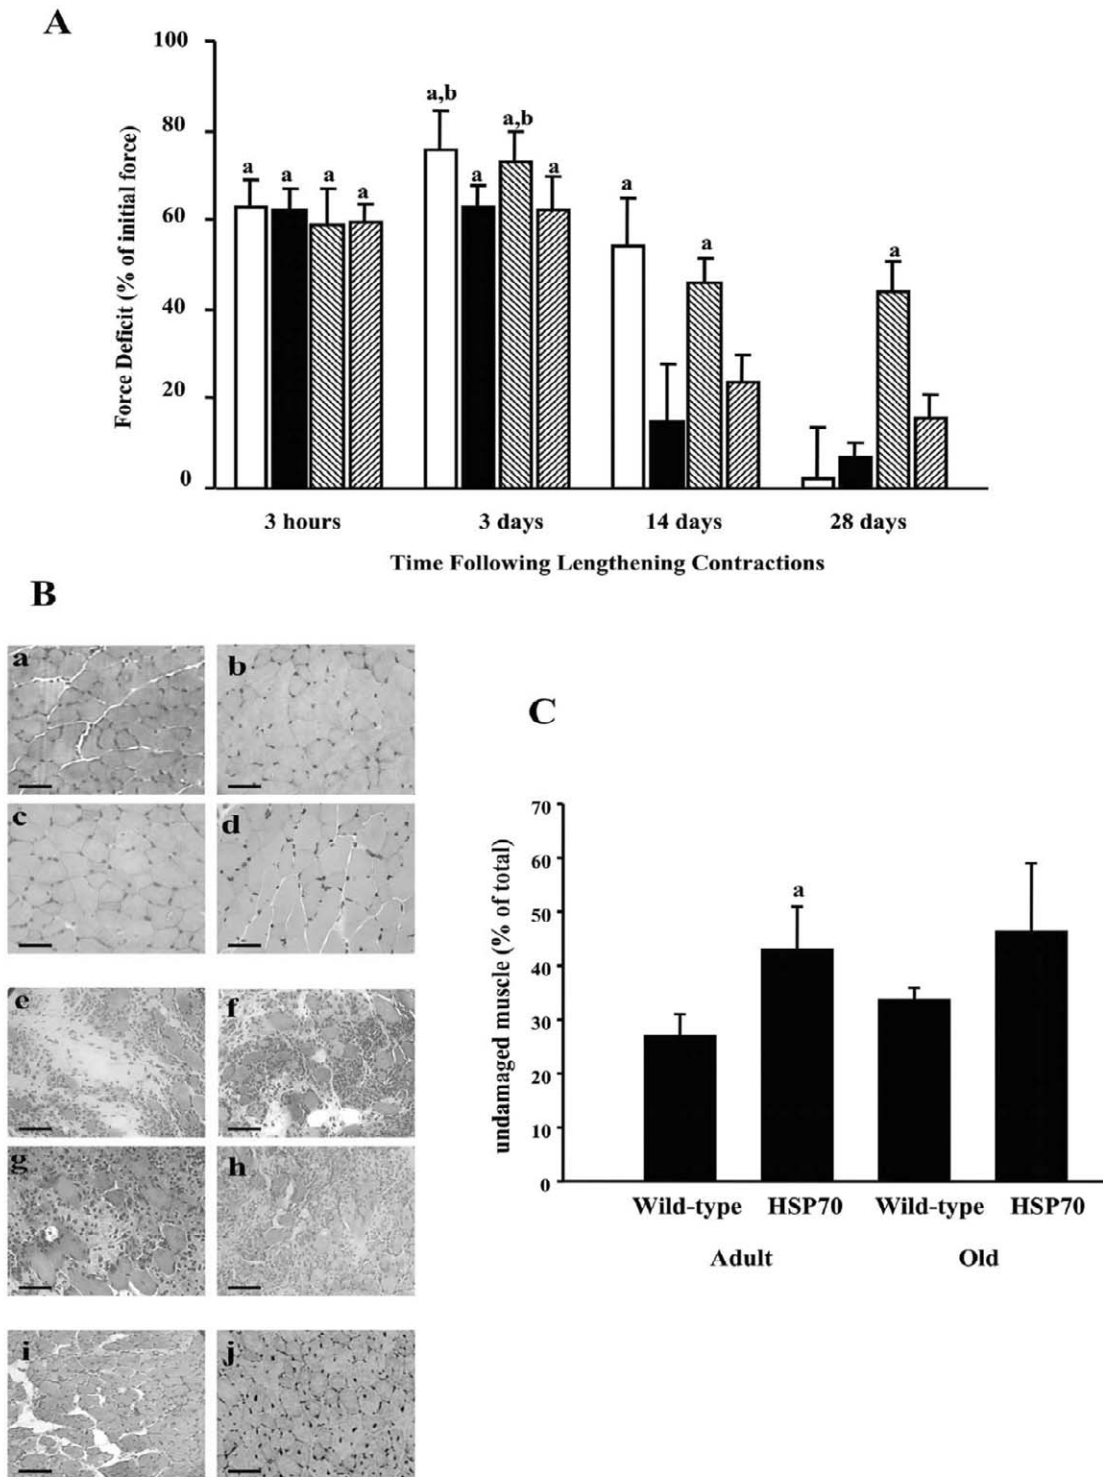 A
Force Deficit (% of initial force)
100
80
60
40
20
0
a a a a
a,b a a,b a
a a
a
3 hours 3 days 14 days 28 days
Time Following Lengthening Contractions
B
a b
c d
e f
g h
i j
C
undamaged muscle (% of total)
70
60
50
40
30
20
10
0
a
Wild-type HSP70 Wild-type HSP70
Adult Old